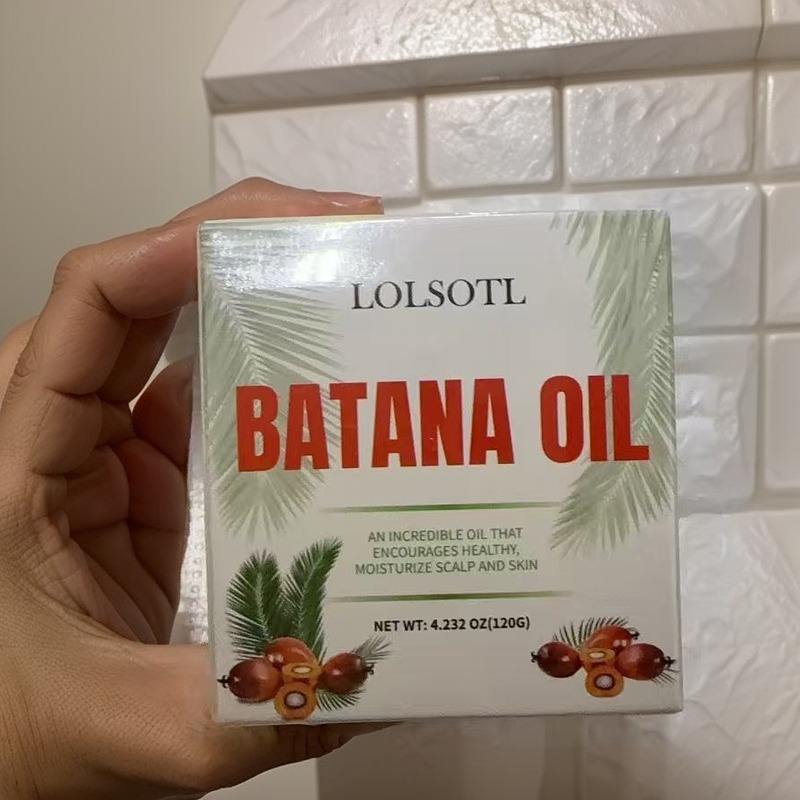 LOLSOTL
BATANA OIL
AN INCREDIBLE OIL THAT
ENCOURAGES HEALTHY,
MOISTURIZE SCALP AND SKIN
NET WT: 4.232 OZ(120G)